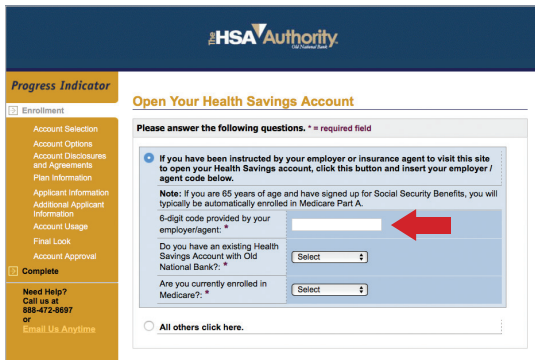 The HSA Authority
Old National Bank
Progress Indicator
Enrollment
Account Selection
Account Options
Account Disclosures
and Agreements
Plan Information
Applicant Information
Additional Applicant
Information
Account Usage
Final Look
Account Approval
Complete
Need Help?
Call us at
888-472-8697
or
Email Us Anytime
Open Your Health Savings Account
Please answer the following questions. * = required field
If you have been instructed by your employer or insurance agent to visit this site
to open your Health Savings account, click this button and insert your employer /
agent code below.
Note: If you are 65 years of age and have signed up for Social Security Benefits, you will
typically be automatically enrolled in Medicare Part A.
6-digit code provided by your
employer/agent: *
Do you have an existing Health
Savings Account with Old
National Bank?: *
Select
Are you currently enrolled in
Medicare?: *
Select
All others click here.